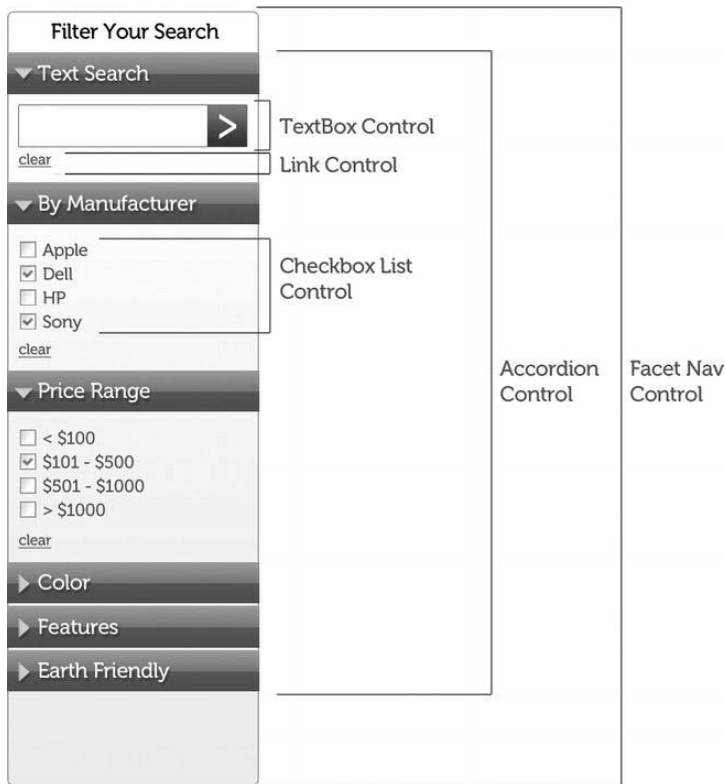 Filter Your Search
Text Search
>
TextBox Control
clear
Link Control
By Manufacturer
Apple
Dell
HP
Sony
Checkbox List
Control
clear
Accordion
Control
Facet Nav
Control
Price Range
< $100
$101 - $500
$501 - $1000
> $1000
clear
Color
Features
Earth Friendly